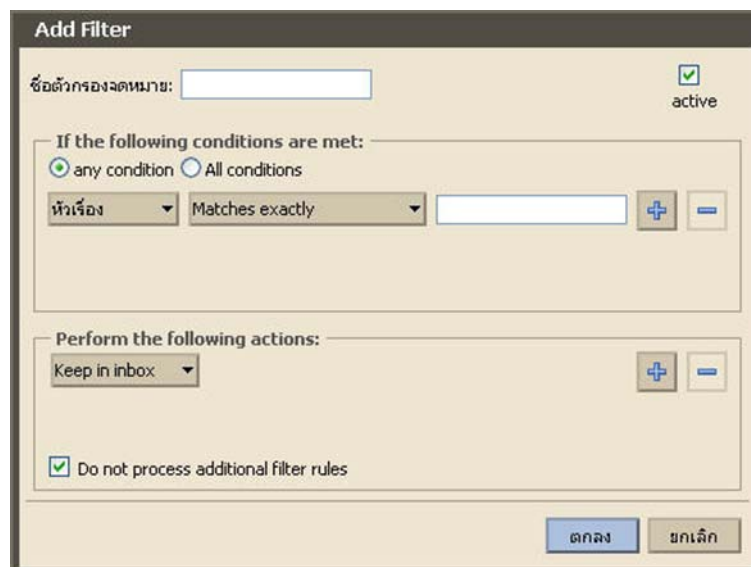 Add Filter
ชื่อตัวกรองจดหมาย:
active
If the following conditions are met:
any condition All conditions
หัวเรื่อง Matches exactly
Perform the following actions:
Keep in inbox
Do not process additional filter rules
ตกลง ยกเลิก